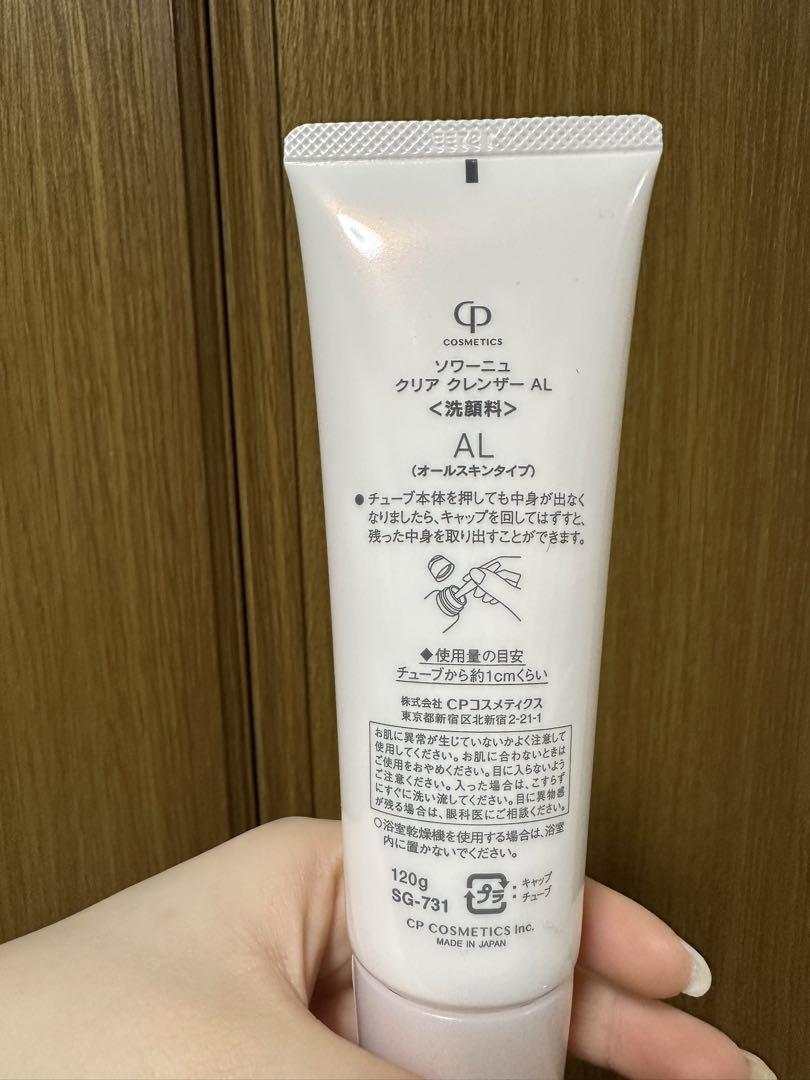 CP
COSMETICS
ソワーニュ
クリア クレンザー AL
<洗顔料>
AL
(オールスキンタイプ)
●チューブ本体を押しても中身が出なく
なりましたら、キャップを回してはずすと、
残った中身を取り出すことができます。
◆使用量の目安
チューブから約1cmくらい
株式会社 CPコスメティクス
東京都新宿区北新宿2-21-1
お肌に異常が生じていないかよく注意して
使用してください。お肌に合わないときは
ご使用をおやめください。目に入らないよう
ご注意ください。入った場合は、こすらず
にすぐに洗い流してください。目に異物感
が残る場合は、眼科医にご相談ください。
○浴室乾燥機を使用する場合は、浴室
内に置かないでください。
120g
SG-731
プラ
:キャップ
:チューブ
CP COSMETICS Inc.
MADE IN JAPAN